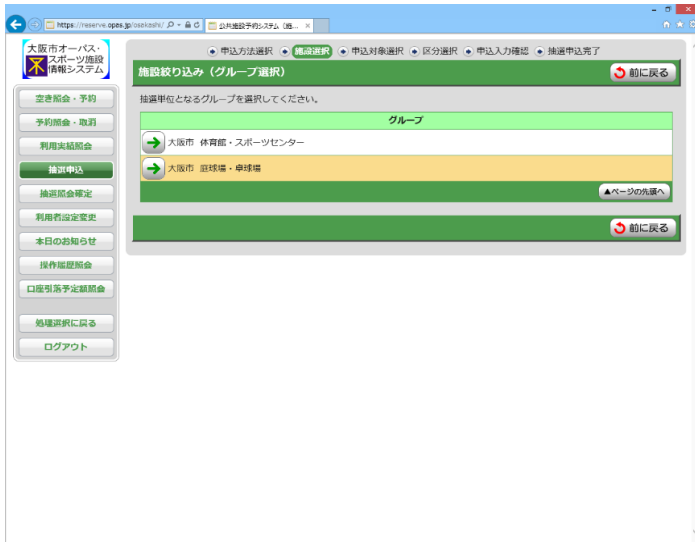 https://reserve.opas.jp/osakashi/
公共施設予約システム (施...
大阪市オーパス・
スポーツ施設
情報システム
申込方法選択 施設選択 申込対象選択 区分選択 申込入力確認 抽選申込完了
施設絞り込み (グループ選択)
前に戻る
抽選単位となるグループを選択してください。
グループ
大阪市 体育館・スポーツセンター
大阪市 庭球場・卓球場
▲ページの先頭へ
前に戻る
空き照会・予約
予約照会・取消
利用実績照会
抽選申込
抽選照会確定
利用者設定変更
本日のお知らせ
操作履歴照会
口座引落予定額照会
処理選択に戻る
ログアウト